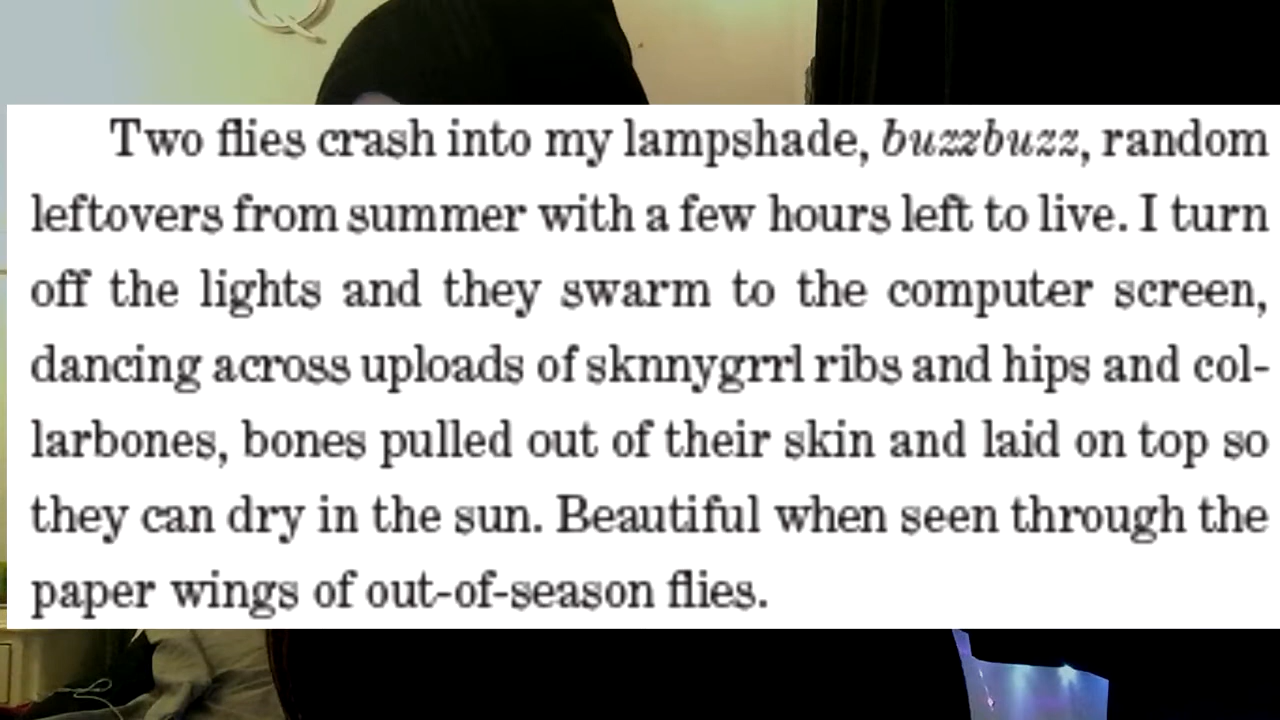 Two flies crash into my lampshade, buzzbuzz, random
leftovers from summer with a few hours left to live. I turn
off the lights and they swarm to the computer screen,
dancing across uploads of sknnygrrl ribs and hips and col-
larbones, bones pulled out of their skin and laid on top so
they can dry in the sun. Beautiful when seen through the
paper wings of out-of-season flies.